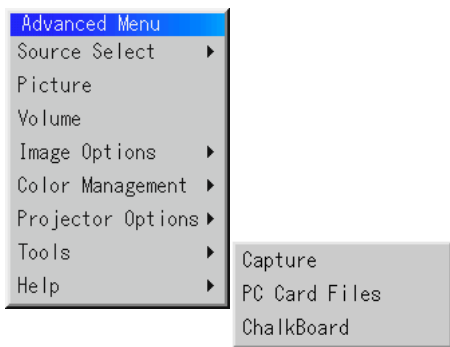 Advanced Menu
Source Select
Picture
Volume
Image Options
Color Management
Projector Options
Tools
Help
Capture
PC Card Files
ChalkBoard